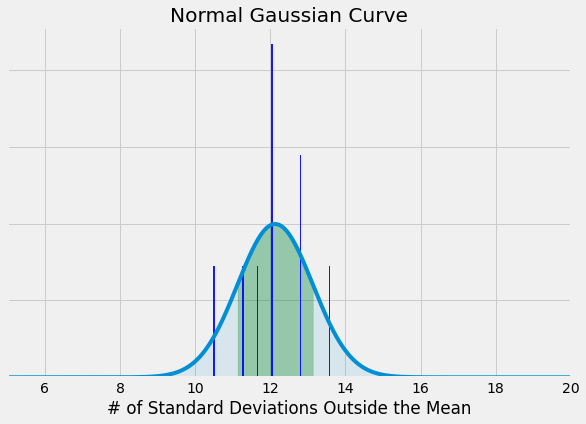 Normal Gaussian Curve
6 8 10 12 14 16 18 20
# of Standard Deviations Outside the Mean